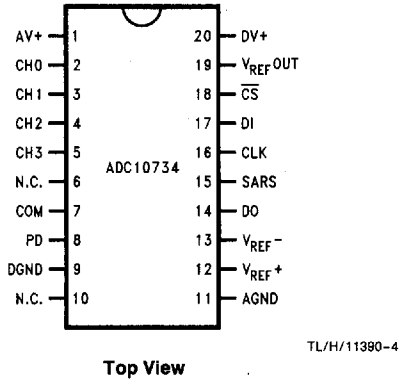 AV+ 1 20 DV+
CH0 2 19 VREFOUT
CH1 3 18 CS
CH2 4 17 DI
CH3 5 16 CLK
ADC10734
N.C. 6 15 SARS
COM 7 14 DO
PD 8 13 VREF-
DGND 9 12 VREF+
N.C. 10 11 AGND
TL/H/11390-4
Top View